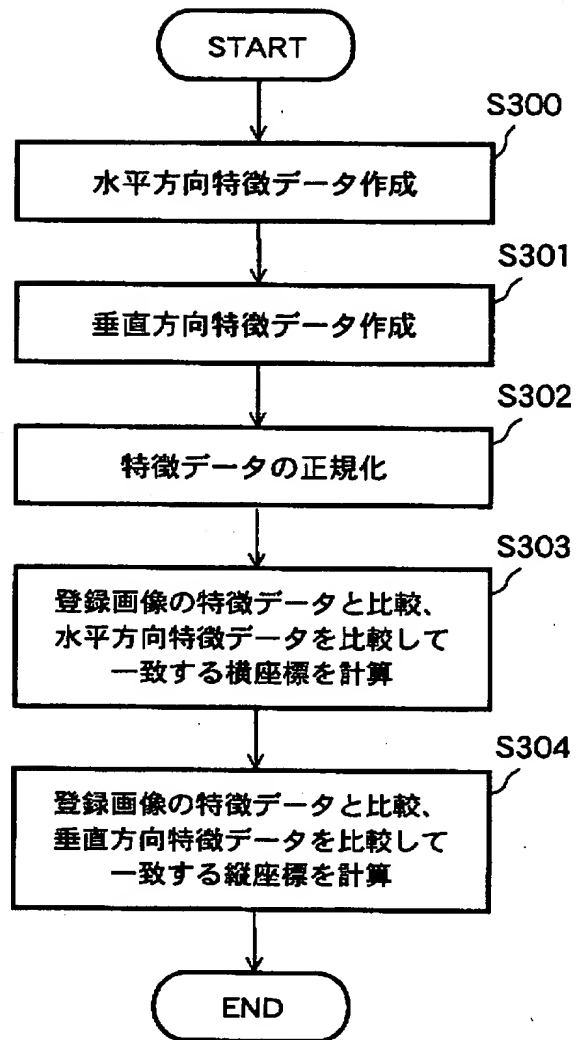 START
S300
水平方向特徴データ作成
S301
垂直方向特徴データ作成
S302
特徴データの正規化
S303
登録画像の特徴データと比較、
水平方向特徴データを比較して
一致する横座標を計算
S304
登録画像の特徴データと比較、
垂直方向特徴データを比較して
一致する縦座標を計算
END